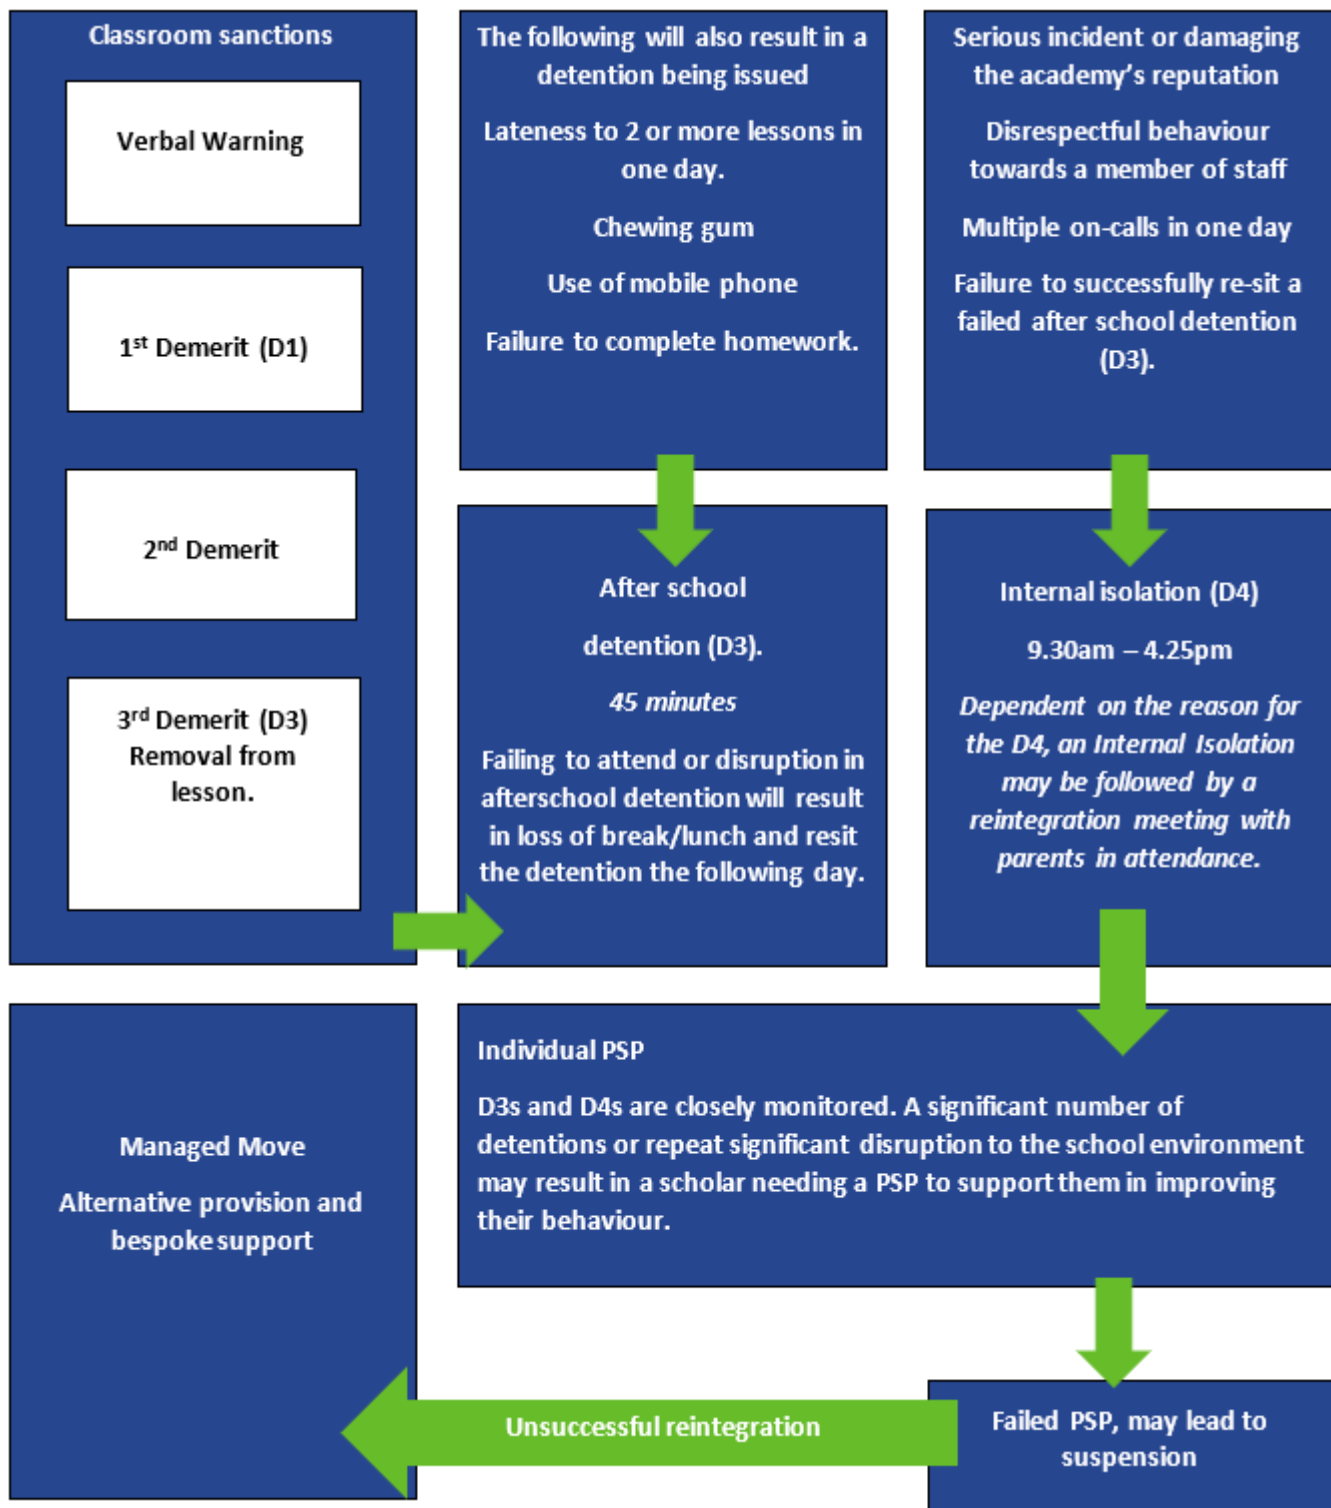 Classroom sanctions
Verbal Warning
1st Demerit (D1)
2nd Demerit
3rd Demerit (D3)
Removal from
lesson.
The following will also result in a
detention being issued
Lateness to 2 or more lessons in
one day.
Chewing gum
Use of mobile phone
Failure to complete homework.
Serious incident or damaging
the academy's reputation
Disrespectful behaviour
towards a member of staff
Multiple on-calls in one day
Failure to successfully re-sit a
failed after school detention
(D3).
After school
detention (D3).
45 minutes
Failing to attend or disruption in
afterschool detention will result
in loss of break/lunch and resit
the detention the following day.
Internal isolation (D4)
9.30am – 4.25pm
Dependent on the reason for
the D4, an Internal Isolation
may be followed by a
reintegration meeting with
parents in attendance.
Individual PSP
D3s and D4s are closely monitored. A significant number of
detentions or repeat significant disruption to the school environment
may result in a scholar needing a PSP to support them in improving
their behaviour.
Failed PSP, may lead to
suspension
Unsuccessful reintegration
Managed Move
Alternative provision and
bespoke support